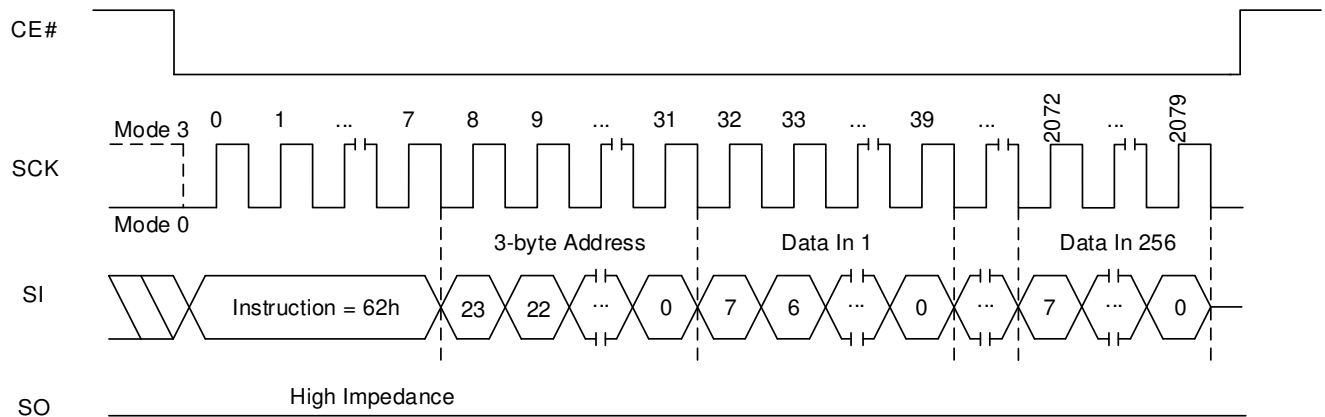 CE#
0 1 ... 7 8 9 ... 31 32 33 ... 39 ... 2072 ... 2079
Mode 3
SCK
Mode 0
3-byte Address Data In 1 Data In 256
SI Instruction = 62h 23 22 ... 0 7 6 ... 0 ... 7 ... 0
High Impedance
SO